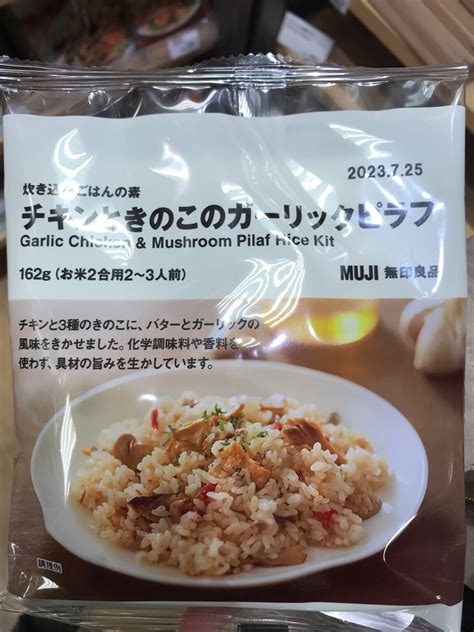 2023.7.25
炊き込みごはんの素
チキンときのこのガーリックピラフ
Garlic Chicken & Mushroom Pilaf Rice Kit
162g（お米2合用2～3人前）
MUJI 無印良品
チキンと3種のきのこに、バターとガーリックの
風味をきかせました。化学調味料や香料を
使わず、具材の旨みを生かしています。
調理例